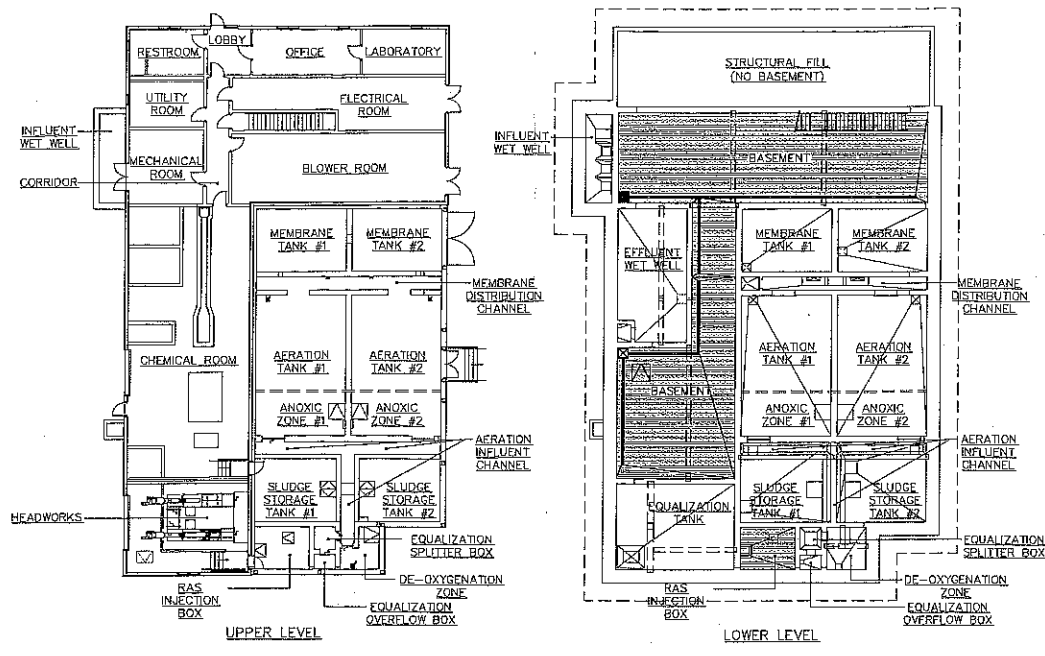 RESTROOM
LOBBY
OFFICE
LABORATORY
UTILITY
ROOM
ELECTRICAL
ROOM
INFLUENT
WET WELL
MECHANICAL
ROOM
BLOWER ROOM
CORRIDOR
MEMBRANE
TANK #1
MEMBRANE
TANK #2
MEMBRANE
DISTRIBUTION
CHANNEL
CHEMICAL ROOM
AERATION
TANK #1
AERATION
TANK #2
ANOXIC
ZONE #1
ANOXIC
ZONE #2
AERATION
INFLUENT
CHANNEL
SLUDGE
STORAGE
TANK #1
SLUDGE
STORAGE
TANK #2
HEADWORKS
EQUALIZATION
SPLITTER BOX
DE-OXYGENATION
ZONE
RAS
INJECTION
BOX
EQUALIZATION
OVERFLOW BOX
UPPER LEVEL
STRUCTURAL FILL
(NO BASEMENT)
INFLUENT
WET WELL
BASEMENT
EFFLUENT
WET WELL
MEMBRANE
TANK #1
MEMBRANE
TANK #2
MEMBRANE
DISTRIBUTION
CHANNEL
AERATION
TANK #1
AERATION
TANK #2
BASEMENT
ANOXIC
ZONE #1
ANOXIC
ZONE #2
AERATION
INFLUENT
CHANNEL
SLUDGE
STORAGE
TANK #1
SLUDGE
STORAGE
TANK #2
EQUALIZATION
TANK
EQUALIZATION
SPLITTER BOX
DE-OXYGENATION
ZONE
RAS
INJECTION
BOX
EQUALIZATION
OVERFLOW BOX
LOWER LEVEL